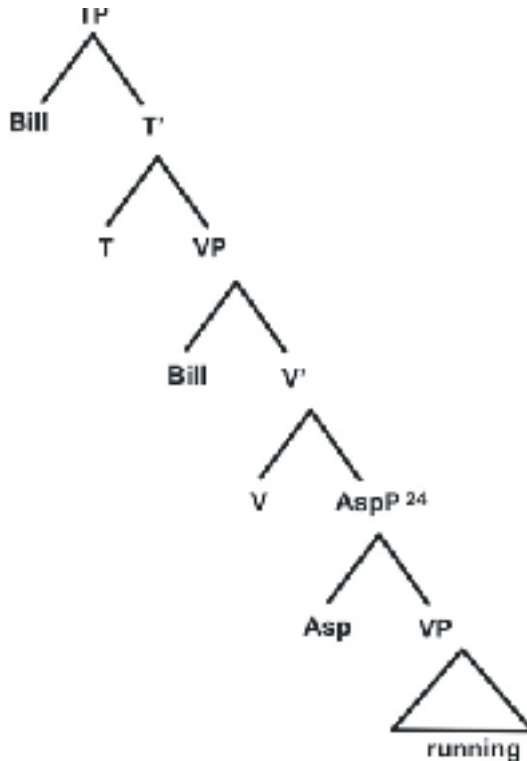 TP
Bill T'
T VP
Bill V'
V AspP 24
Asp VP
running